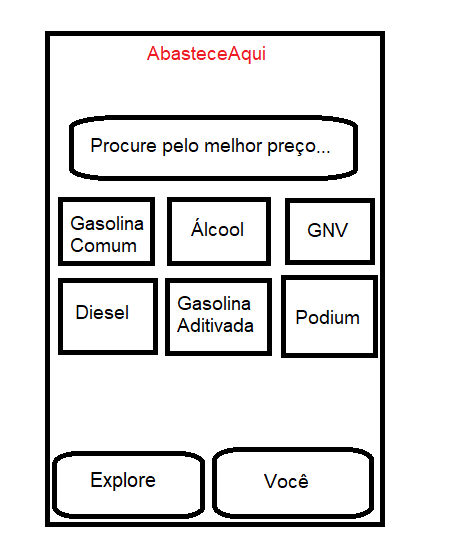 AbasteceAqui
Procure pelo melhor preço...
Gasolina
Comum
Álcool
GNV
Diesel
Gasolina
Aditivada
Podium
Explore
Você